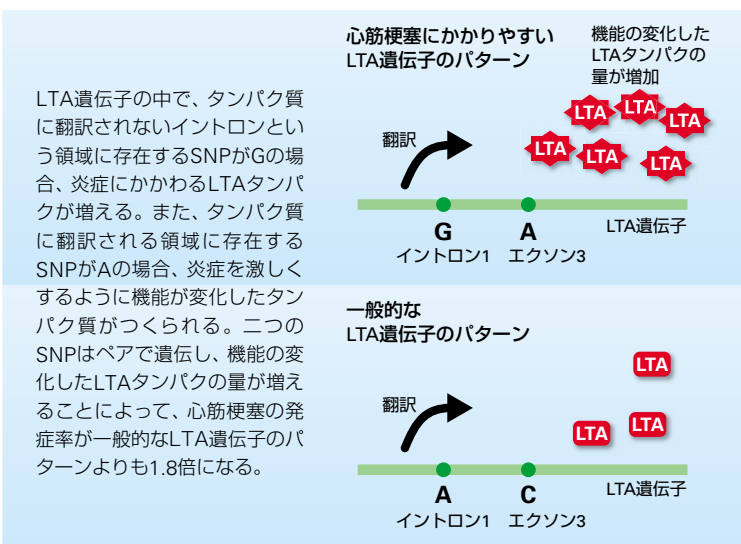 LTA遺伝子の中で、タンパク質
に翻訳されないイントロンとい
う領域に存在するSNPがGの場
合、炎症にかかわるLTAタンパ
クが増える。また、タンパク質
に翻訳される領域に存在する
SNPがAの場合、炎症を激しく
するように機能が変化したタン
パク質がつくられる。二つの
SNPはペアで遺伝し、機能の変
化したLTAタンパクの量が増え
ることによって、心筋梗塞の発
症率が一般的なLTA遺伝子のパ
ターンよりも1.8倍になる。
心筋梗塞にかかりやすい
LTA遺伝子のパターン
機能の変化した
LTAタンパクの
量が増加
LTA
LTA
LTA
LTA
LTA
LTA
翻訳
G
A
LTA遺伝子
イントロン1
エクソン3
一般的な
LTA遺伝子のパターン
LTA
翻訳
LTA
LTA
A
C
LTA遺伝子
イントロン1
エクソン3